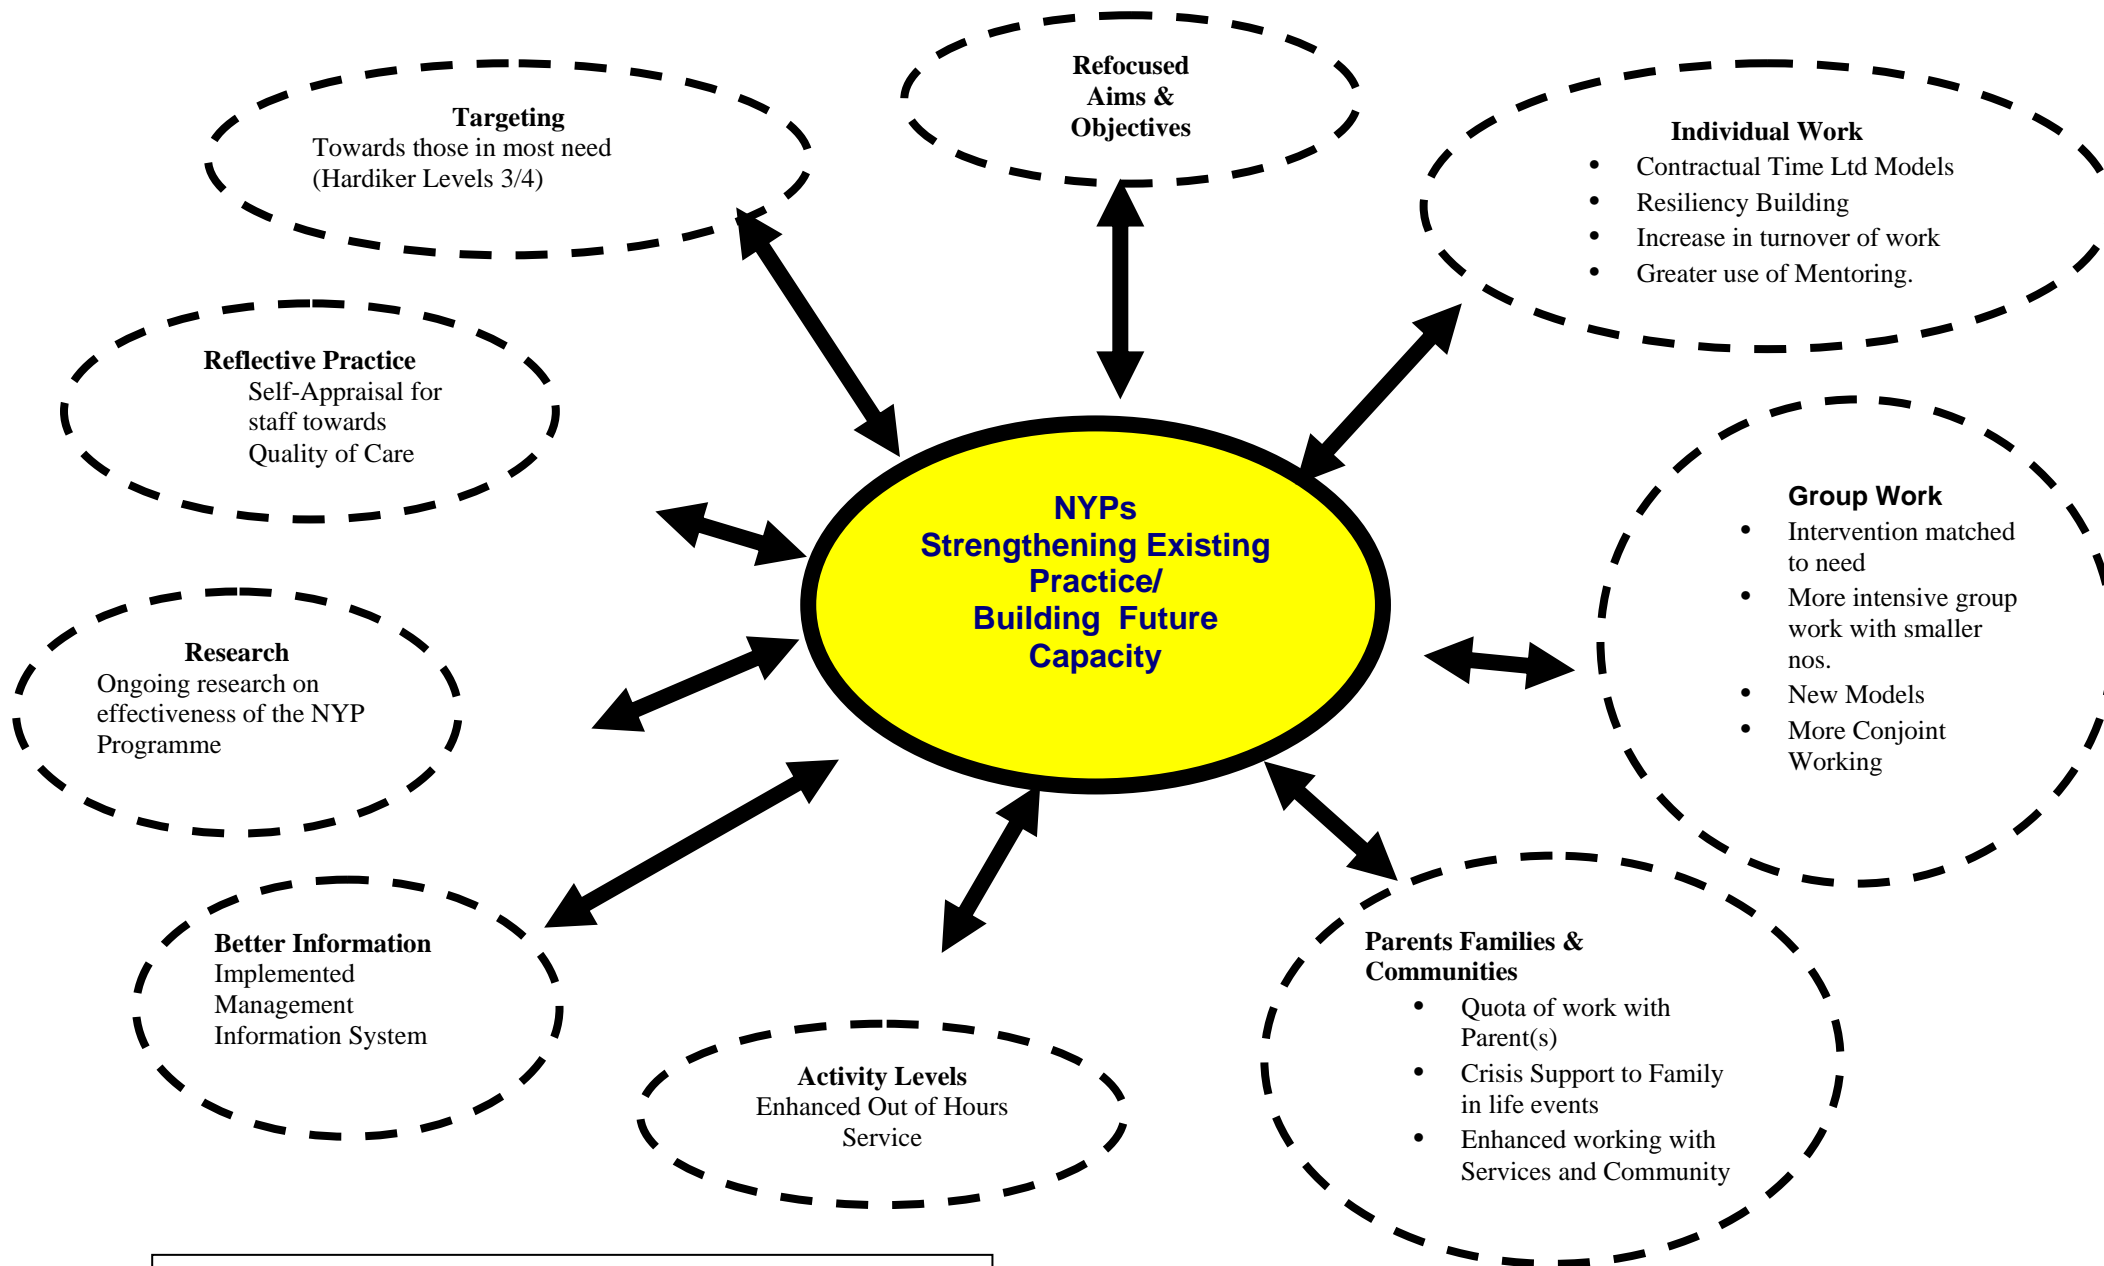 Refocused
Aims &
Objectives
Targeting
Towards those in most need
(Hardiker Levels 3/4)
Individual Work
• Contractual Time Ltd Models
• Resiliency Building
• Increase in turnover of work
• Greater use of Mentoring.
Reflective Practice
Self-Appraisal for
staff towards
Quality of Care
NYPs
Strengthening Existing
Practice/
Building Future
Capacity
Group Work
• Intervention matched
to need
• More intensive group
work with smaller
nos.
• New Models
• More Conjoint
Working
Research
Ongoing research on
effectiveness of the NYP
Programme
Better Information
Implemented
Management
Information System
Activity Levels
Enhanced Out of Hours
Service
Parents Families &
Communities
• Quota of work with
Parent(s)
• Crisis Support to Family
in life events
• Enhanced working with
Services and Community